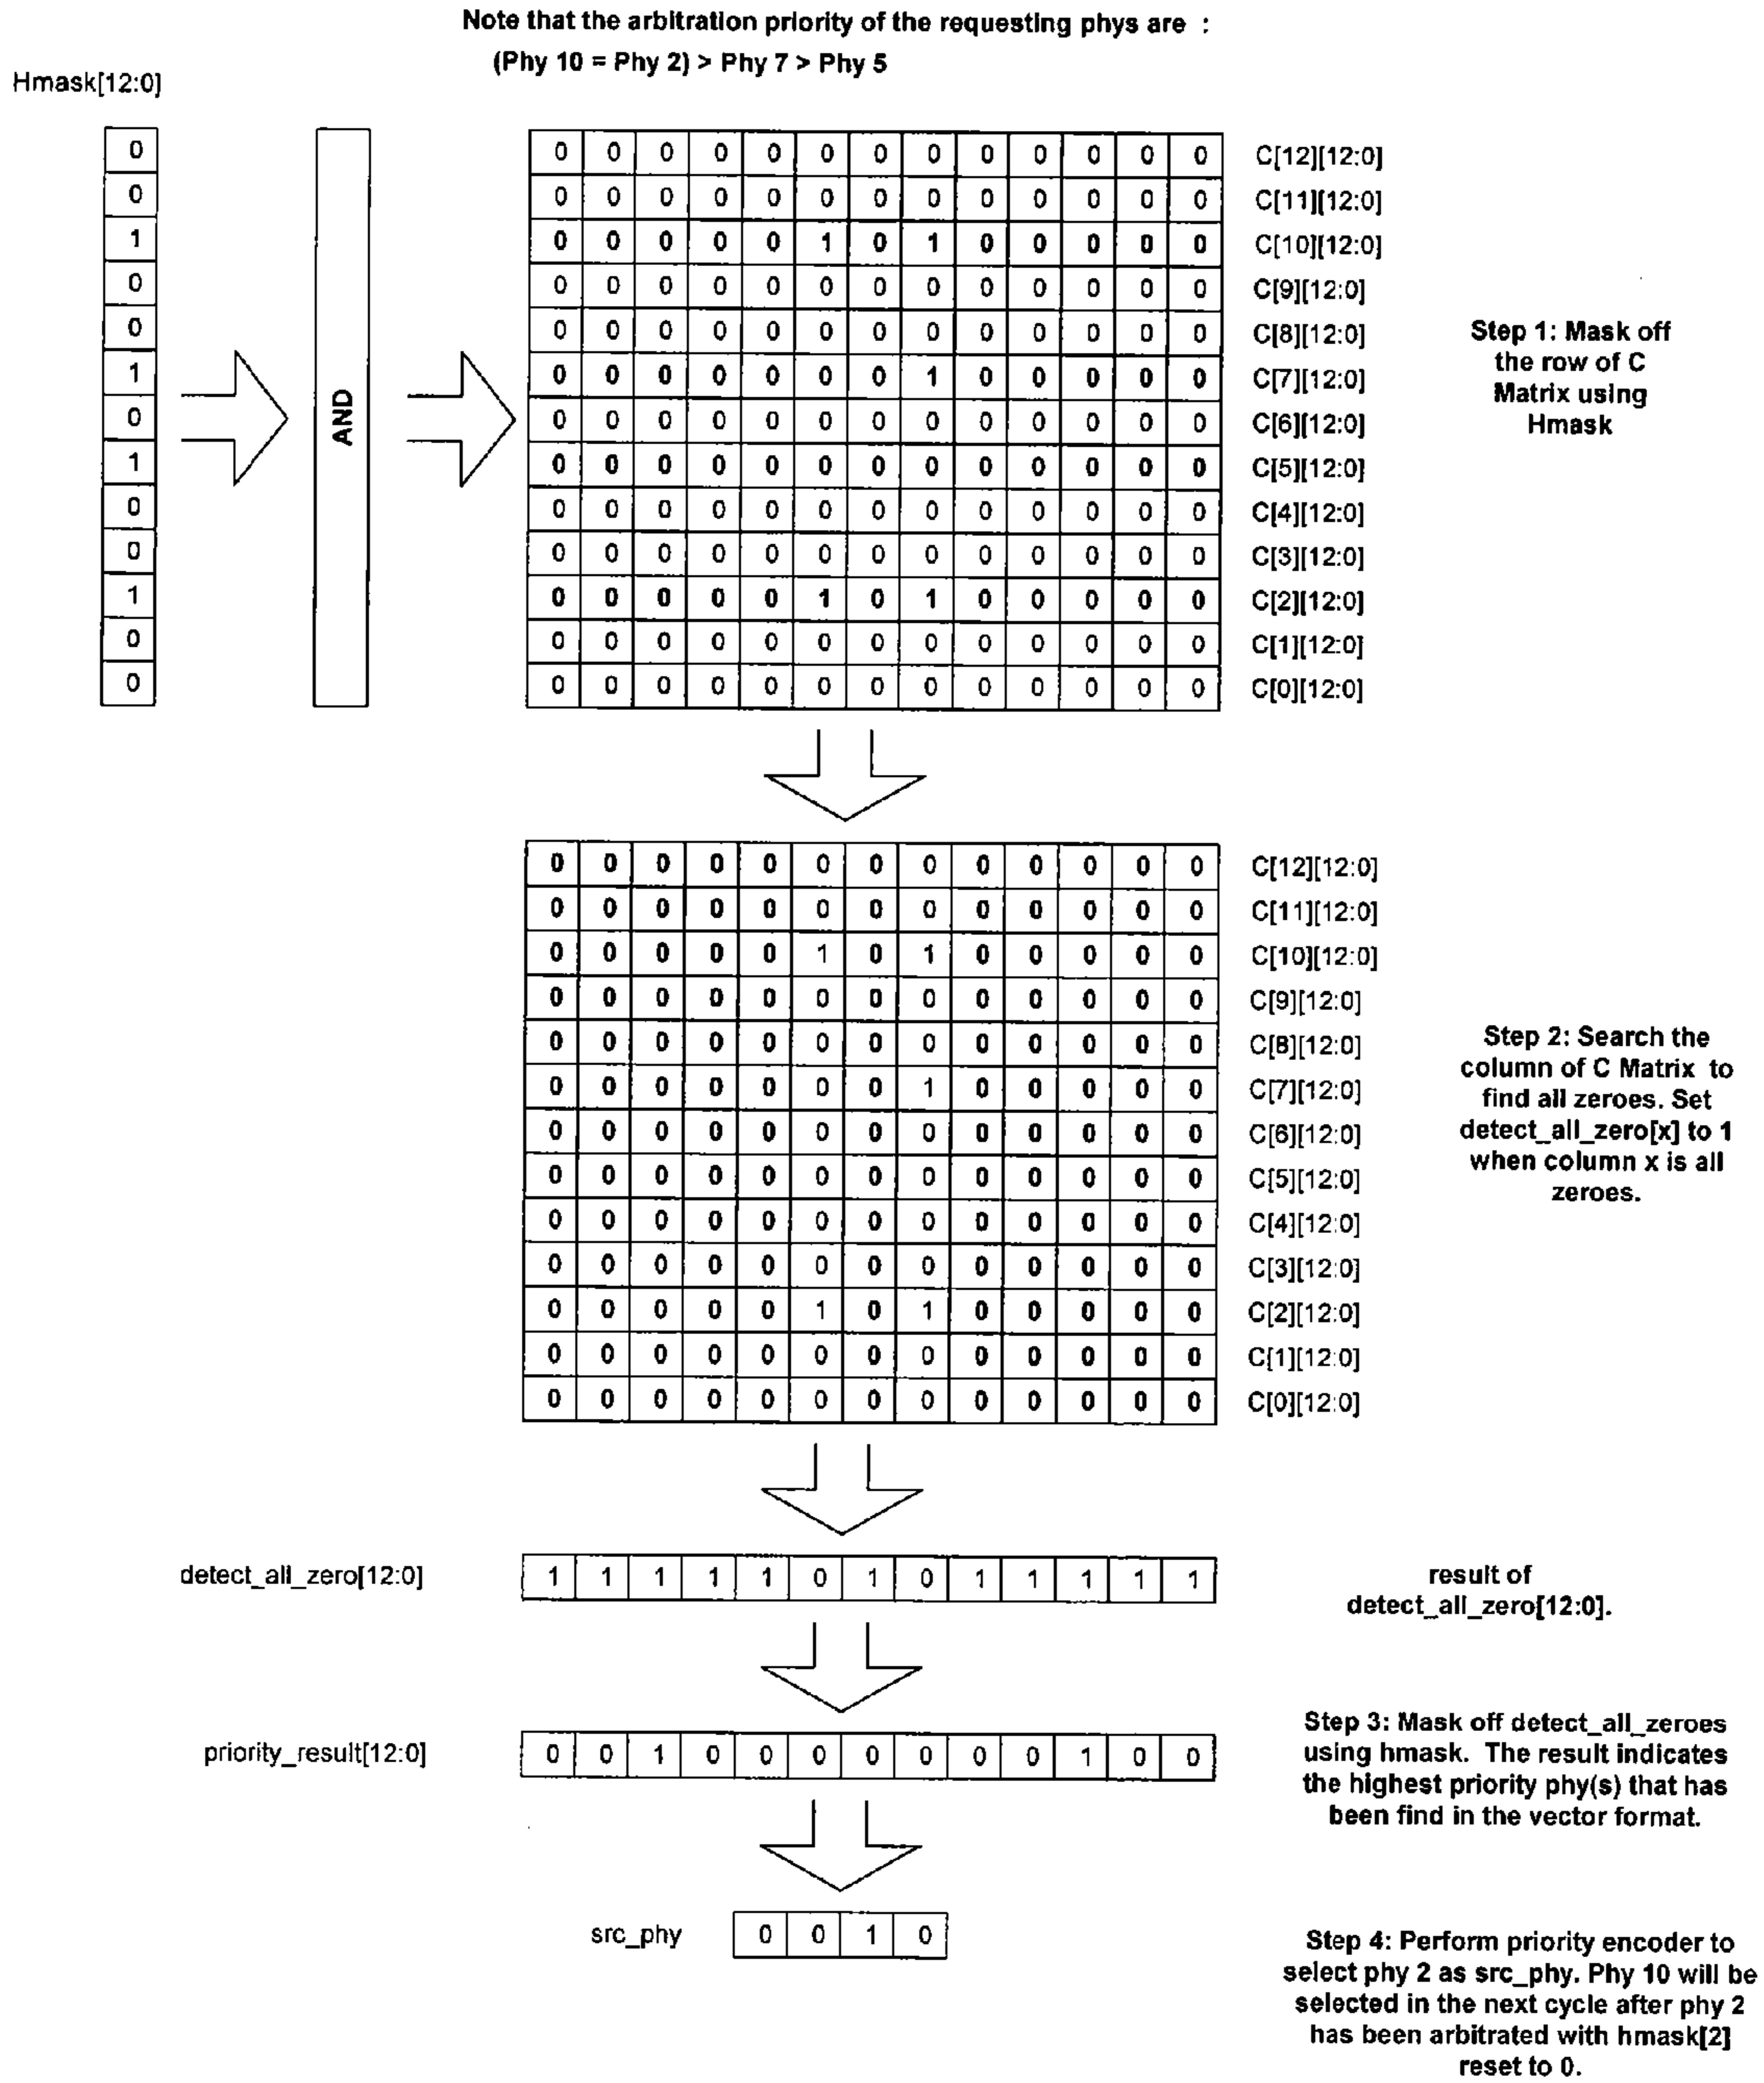 Note that the arbitration priority of the requesting phys are :
(Phy 10 = Phy 2) > Phy 7 > Phy 5
Hmask[12:0]
0
0
1
0
0
1
0
1
0
0
1
0
0
AND
0 0 0 0 0 0 0 0 0 0 0 0 0 C[12][12:0]
0 0 0 0 0 0 0 0 0 0 0 0 0 C[11][12:0]
0 0 0 0 0 1 0 1 0 0 0 0 0 C[10][12:0]
0 0 0 0 0 0 0 0 0 0 0 0 0 C[9][12:0]
0 0 0 0 0 0 0 0 0 0 0 0 0 C[8][12:0]
0 0 0 0 0 0 0 1 0 0 0 0 0 C[7][12:0]
0 0 0 0 0 0 0 0 0 0 0 0 0 C[6][12:0]
0 0 0 0 0 0 0 0 0 0 0 0 0 C[5][12:0]
0 0 0 0 0 0 0 0 0 0 0 0 0 C[4][12:0]
0 0 0 0 0 0 0 0 0 0 0 0 0 C[3][12:0]
0 0 0 0 0 1 0 1 0 0 0 0 0 C[2][12:0]
0 0 0 0 0 0 0 0 0 0 0 0 0 C[1][12:0]
0 0 0 0 0 0 0 0 0 0 0 0 0 C[0][12:0]
Step 1: Mask off
the row of C
Matrix using
Hmask
0 0 0 0 0 0 0 0 0 0 0 0 0 C[12][12:0]
0 0 0 0 0 0 0 0 0 0 0 0 0 C[11][12:0]
0 0 0 0 0 1 0 1 0 0 0 0 0 C[10][12:0]
0 0 0 0 0 0 0 0 0 0 0 0 0 C[9][12:0]
0 0 0 0 0 0 0 0 0 0 0 0 0 C[8][12:0]
0 0 0 0 0 0 0 1 0 0 0 0 0 C[7][12:0]
0 0 0 0 0 0 0 0 0 0 0 0 0 C[6][12:0]
0 0 0 0 0 0 0 0 0 0 0 0 0 C[5][12:0]
0 0 0 0 0 0 0 0 0 0 0 0 0 C[4][12:0]
0 0 0 0 0 0 0 0 0 0 0 0 0 C[3][12:0]
0 0 0 0 0 1 0 1 0 0 0 0 0 C[2][12:0]
0 0 0 0 0 0 0 0 0 0 0 0 0 C[1][12:0]
0 0 0 0 0 0 0 0 0 0 0 0 0 C[0][12:0]
Step 2: Search the
column of C Matrix to
find all zeroes. Set
detect_all_zero[x] to 1
when column x is all
zeroes.
detect_all_zero[12:0] 1 1 1 1 1 0 1 0 1 1 1 1 1
result of
detect_all_zero[12:0].
priority_result[12:0] 0 0 1 0 0 0 0 0 0 0 1 0 0
Step 3: Mask off detect_all_zeroes
using hmask. The result indicates
the highest priority phy(s) that has
been find in the vector format.
src_phy 0 0 1 0
Step 4: Perform priority encoder to
select phy 2 as src_phy. Phy 10 will be
selected in the next cycle after phy 2
has been arbitrated with hmask[2]
reset to 0.